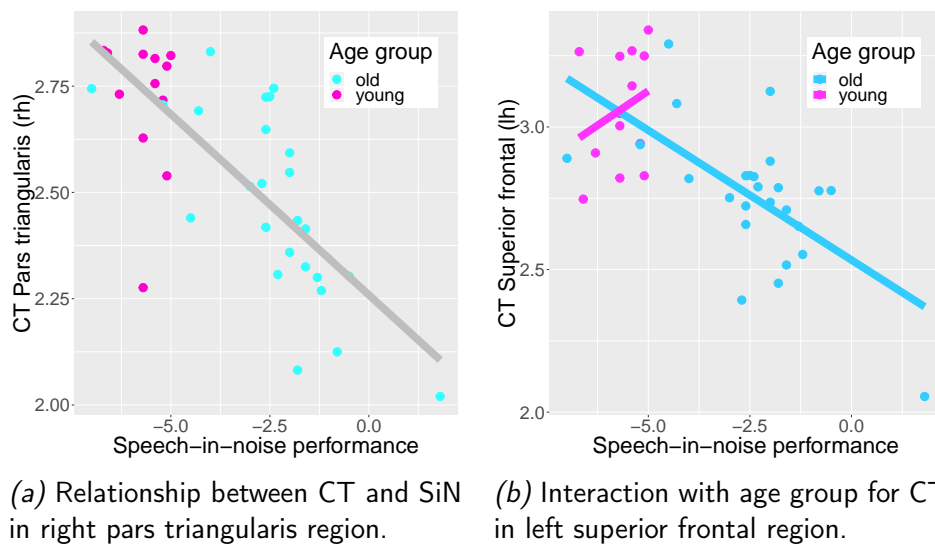 Age group
old
young
2.75
2.50
2.25
2.00
CT Pars triangularis (rh)
−5.0
−2.5
0.0
Speech−in−noise performance
(a) Relationship between CT and SiN
in right pars triangularis region.
Age group
old
young
3.0
2.5
2.0
CT Superior frontal (lh)
−5.0
−2.5
0.0
Speech−in−noise performance
(b) Interaction with age group for CT
in left superior frontal region.